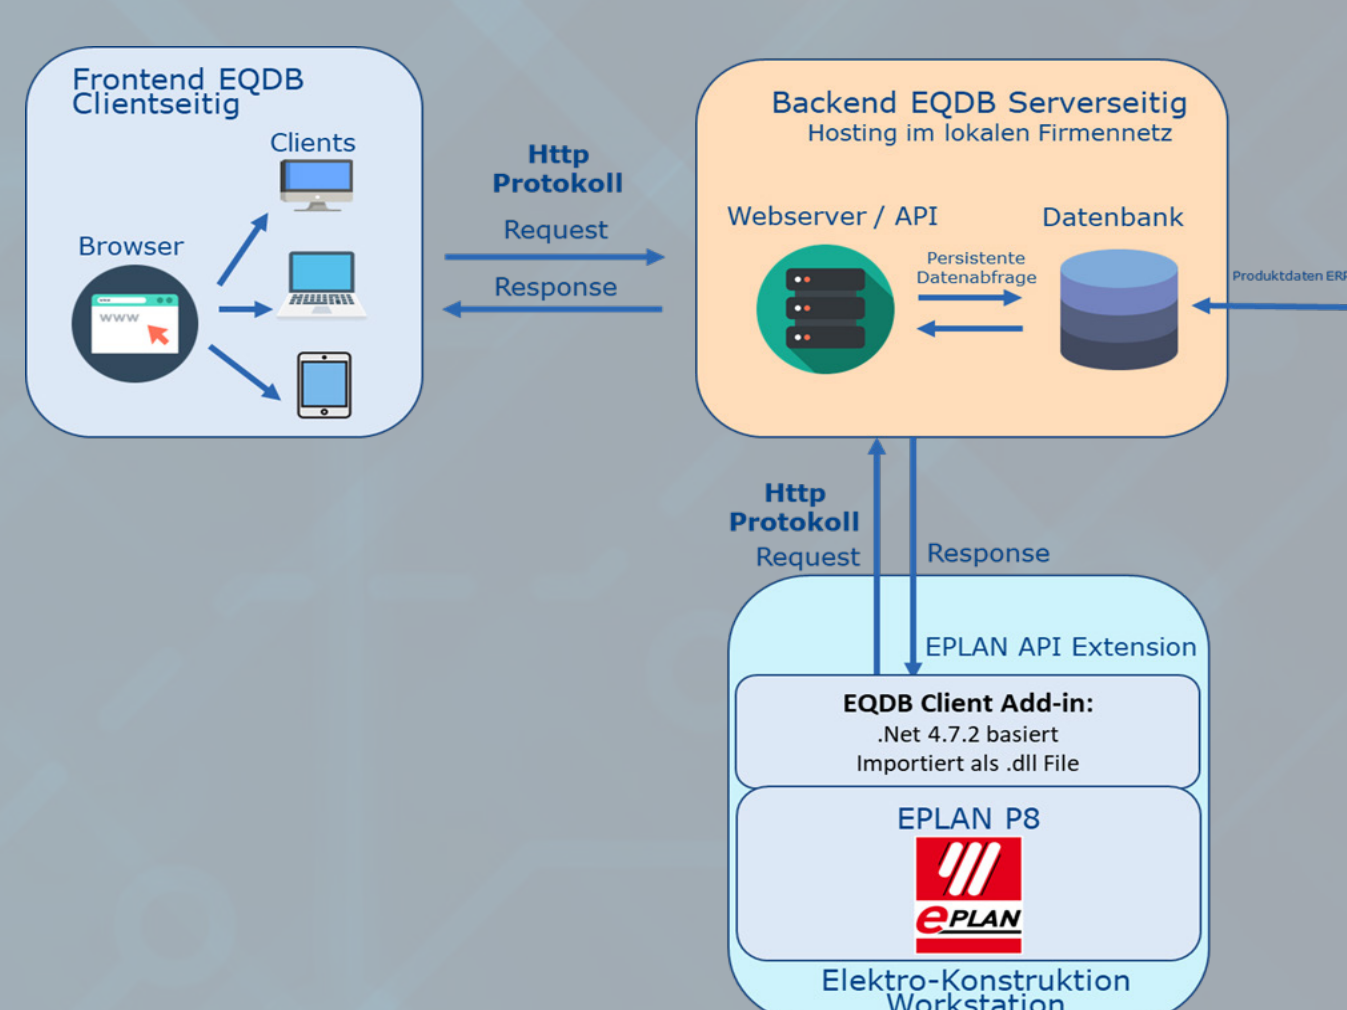 Frontend EQDB
Clientseitig
Clients
Browser
www
Http
Protokoll
Request
Response
Backend EQDB Serverseitig
Hosting im lokalen Firmennetz
Webserver / API
Datenbank
Persistente
Datenabfrage
Produktdaten ERP
Http
Protokoll
Request
Response
EPLAN API Extension
EQDB Client Add-in:
.Net 4.7.2 basiert
Importiert als .dll File
EPLAN P8
ePLAN
Elektro-Konstruktion
Workstation